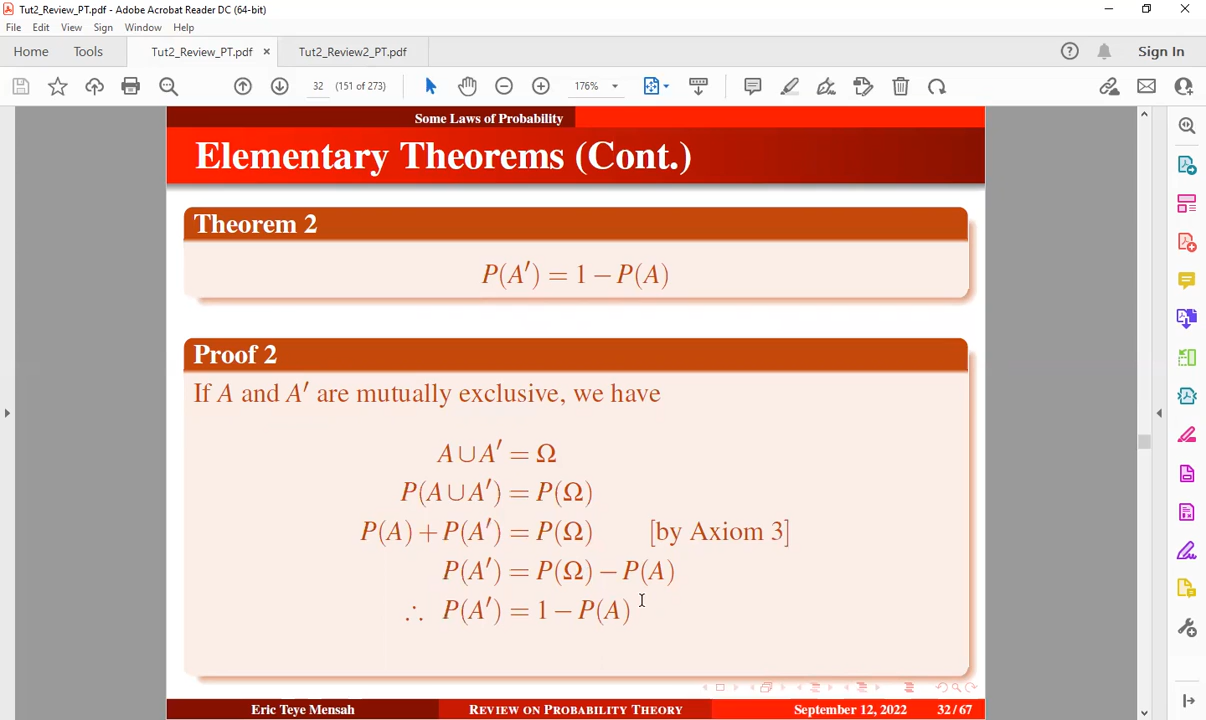 Tut2_Review_PT.pdf - Adobe Acrobat Reader DC (64-bit)
File Edit View Sign Window Help
Home Tools Tut2_Review_PT.pdf × Tut2_Review2_PT.pdf Sign In
32 (151 of 273) 176%
Some Laws of Probability
Elementary Theorems (Cont.)
Theorem 2
P(A′) = 1 − P(A)
Proof 2
If A and A′ are mutually exclusive, we have
A ∪ A′ = Ω
P(A ∪ A′) = P(Ω)
P(A) + P(A′) = P(Ω) [by Axiom 3]
P(A′) = P(Ω) − P(A)
∴ P(A′) = 1 − P(A)
Eric Teye Mensah REVIEW ON PROBABILITY THEORY September 12, 2022 32/67